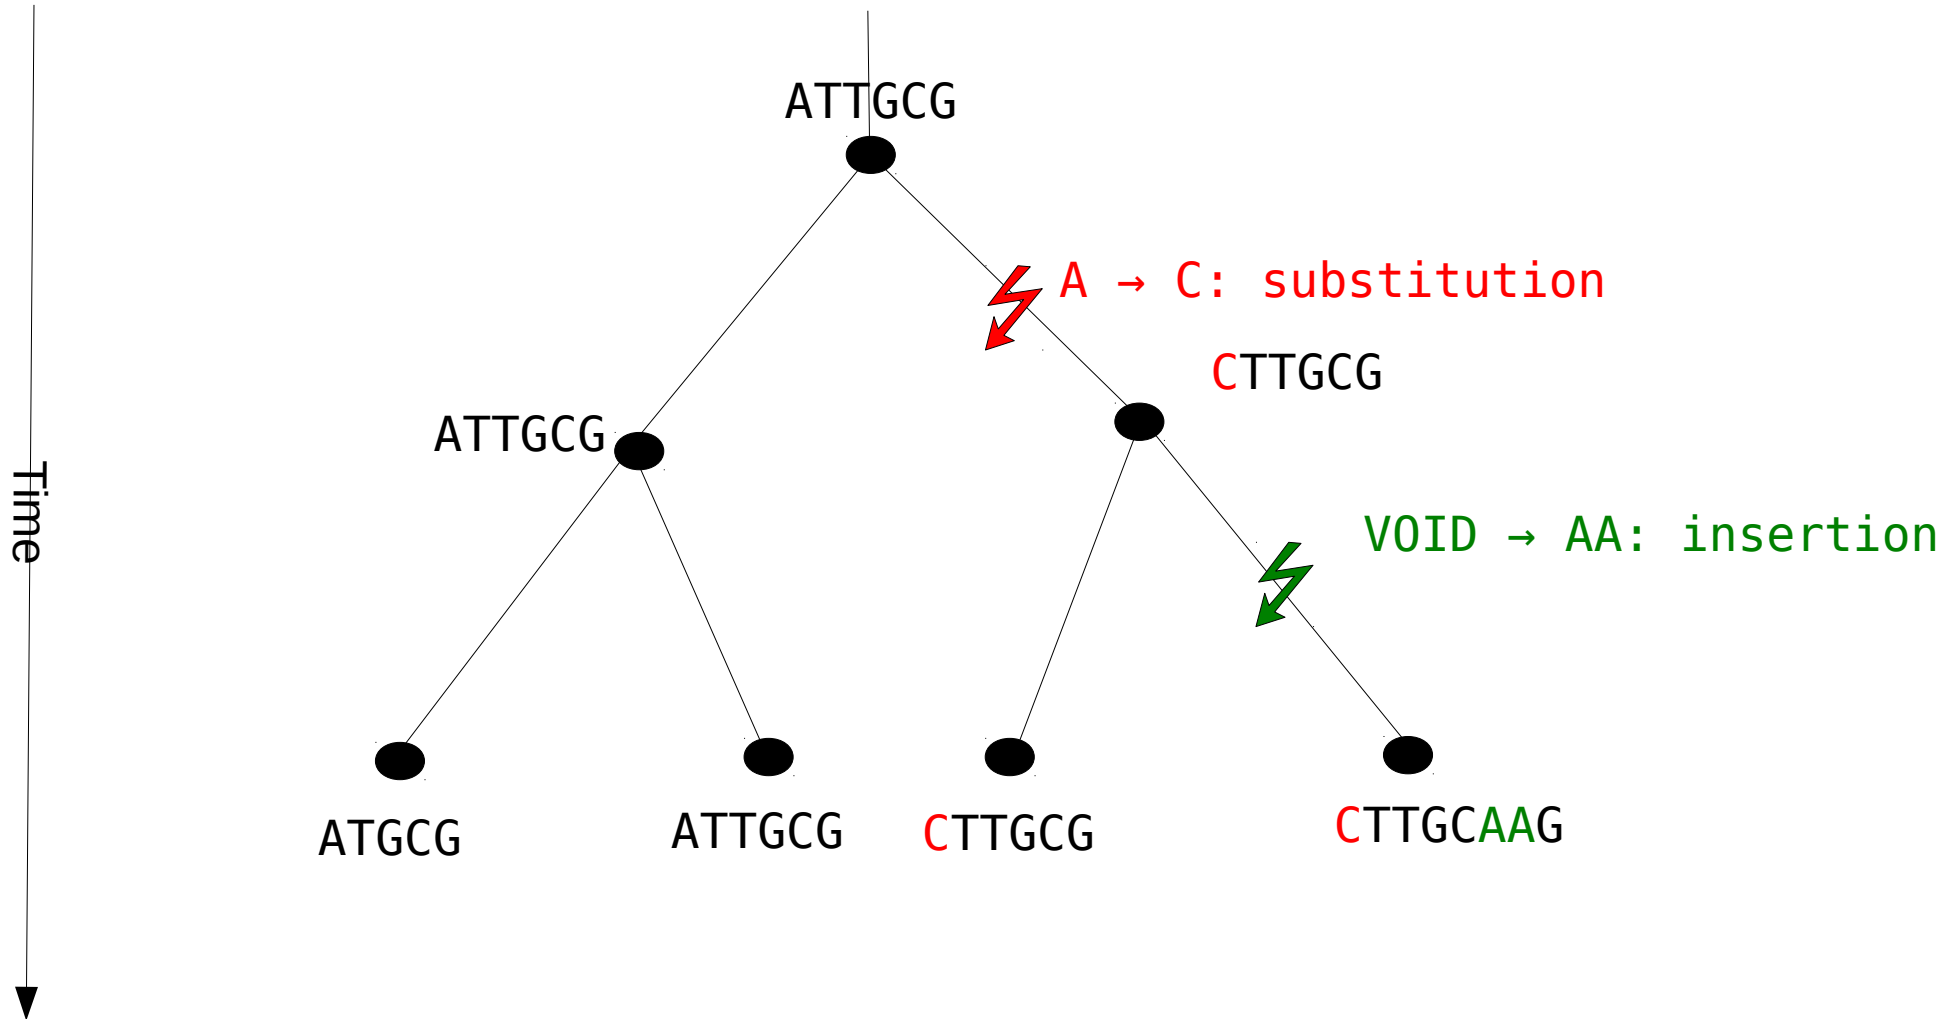 ATTGCG
A → C: substitution
CTTGCG
ATTGCG
Time
VOID → AA: insertion
ATGCG
ATTGCG
CTTGCG
CTTGCAAG